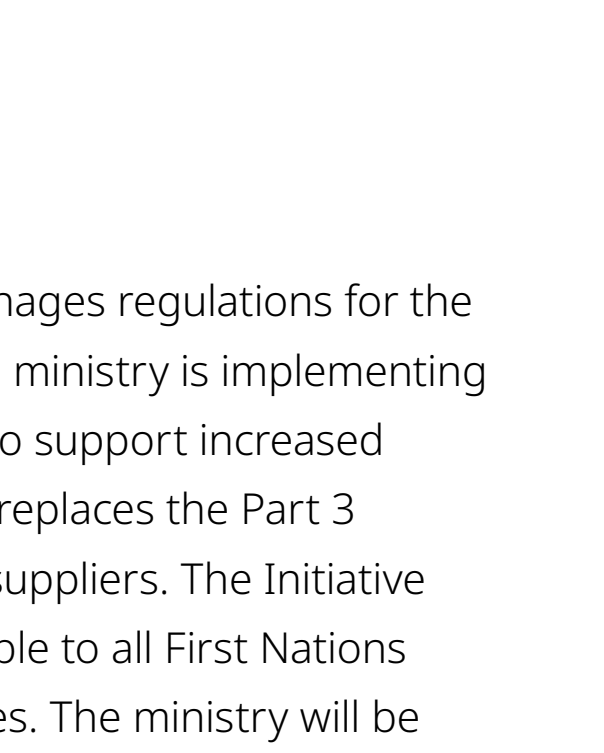 nages regulations for the
ministry is implementing
o support increased
replaces the Part 3
suppliers. The Initiative
ble to all First Nations
es. The ministry will be